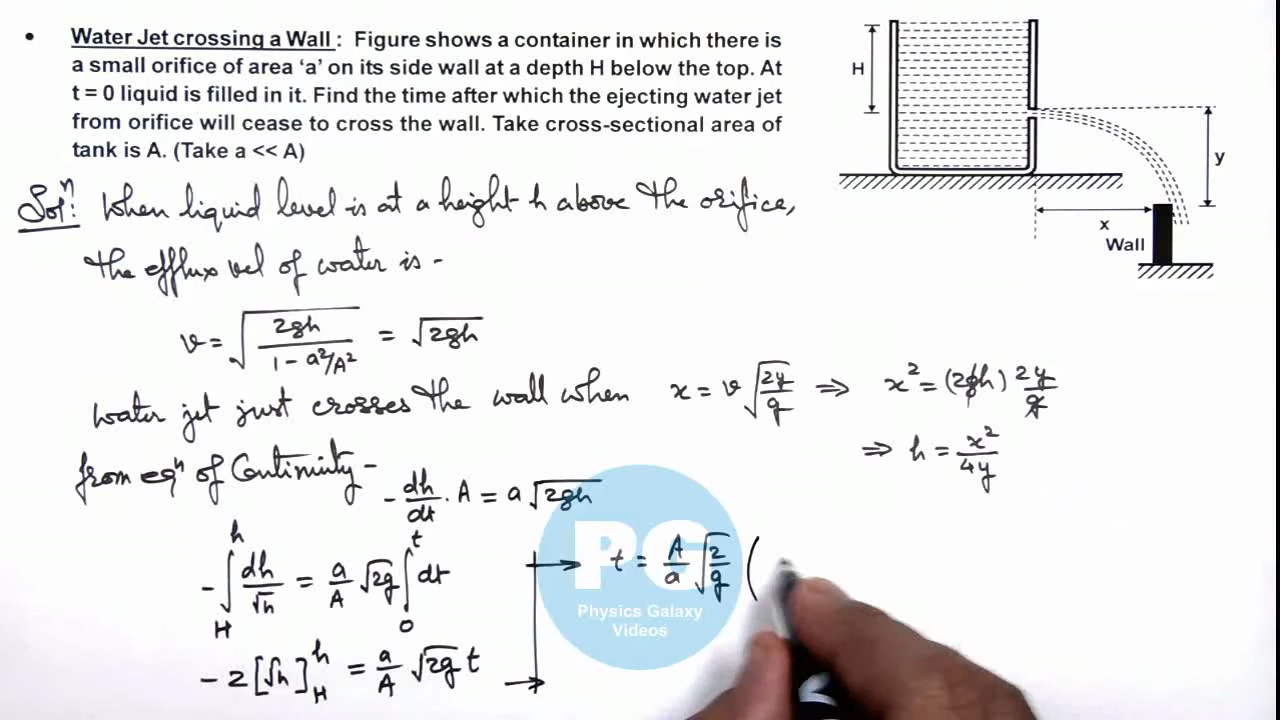 • Water Jet crossing a Wall : Figure shows a container in which there is
a small orifice of area ‘a’ on its side wall at a depth H below the top. At
t = 0 liquid is filled in it. Find the time after which the ejecting water jet
from orifice will cease to cross the wall. Take cross-sectional area of
tank is A. (Take a << A)
H
y
x
Wall
Solⁿ: When liquid level is at a height h above the orifice,
the efflux vel of water is -
v = √(2gh / (1 - a²/A²)) = √(2gh)
water jet just crosses the wall when x = v √(2y/g) ⇒ x² = (2gh) 2y/g
⇒ h = x²/4y
from eqⁿ of Continuity -
- dh/dt · A = a √(2gh)
- ∫_H^h dh/√h = a/A √(2g) ∫_0^t dt
t = A/a √(2/g) (
- 2 [√h]_H^h = a/A √(2g) t
PG
Physics Galaxy
Videos